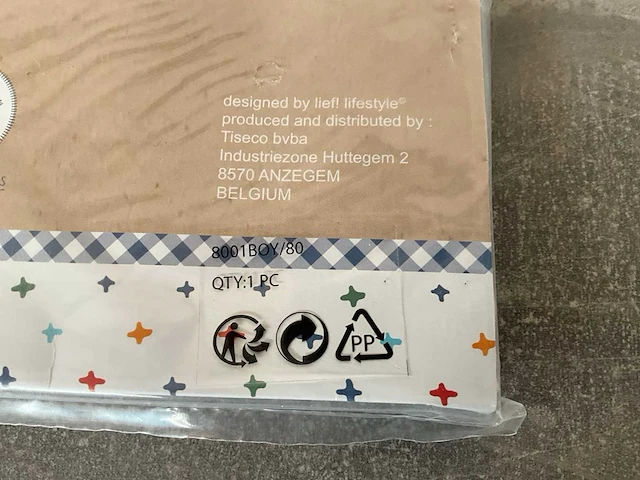 designed by lief! lifestyle©
produced and distributed by :
Tiseco bvba
Industriezone Huttegem 2
8570 ANZEGEM
BELGIUM
8001BOY/80
QTY:1 PC
PP